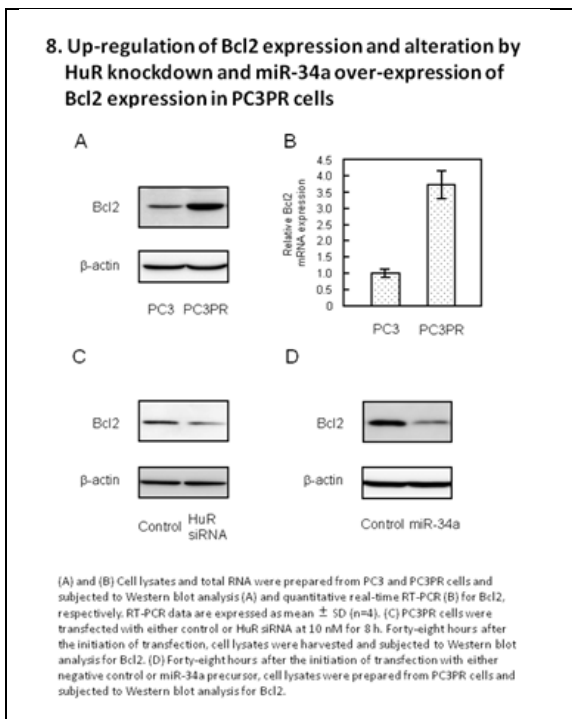 8. Up-regulation of Bcl2 expression and alteration by
HuR knockdown and miR-34a over-expression of
Bcl2 expression in PC3PR cells
A
B
Bcl2
β-actin
PC3 PC3PR
Relative Bcl2
mRNA expression
4.5
4.0
3.5
3.0
2.5
2.0
1.5
1.0
0.5
0
PC3 PC3PR
C
D
Bcl2
β-actin
Control HuR
siRNA
Bcl2
β-actin
Control miR-34a
(A) and (B) Cell lysates and total RNA were prepared from PC3 and PC3PR cells and
subjected to Western blot analysis (A) and quantitative real-time RT-PCR (B) for Bcl2,
respectively. RT-PCR data are expressed as mean ± SD (n=4). (C) PC3PR cells were
transfected with either control or HuR siRNA at 10 nM for 8 h. Forty-eight hours after
the initiation of transfection, cell lysates were harvested and subjected to Western blot
analysis for Bcl2. (D) Forty-eight hours after the initiation of transfection with either
negative control or miR-34a precursor, cell lysates were prepared from PC3PR cells and
subjected to Western blot analysis for Bcl2.